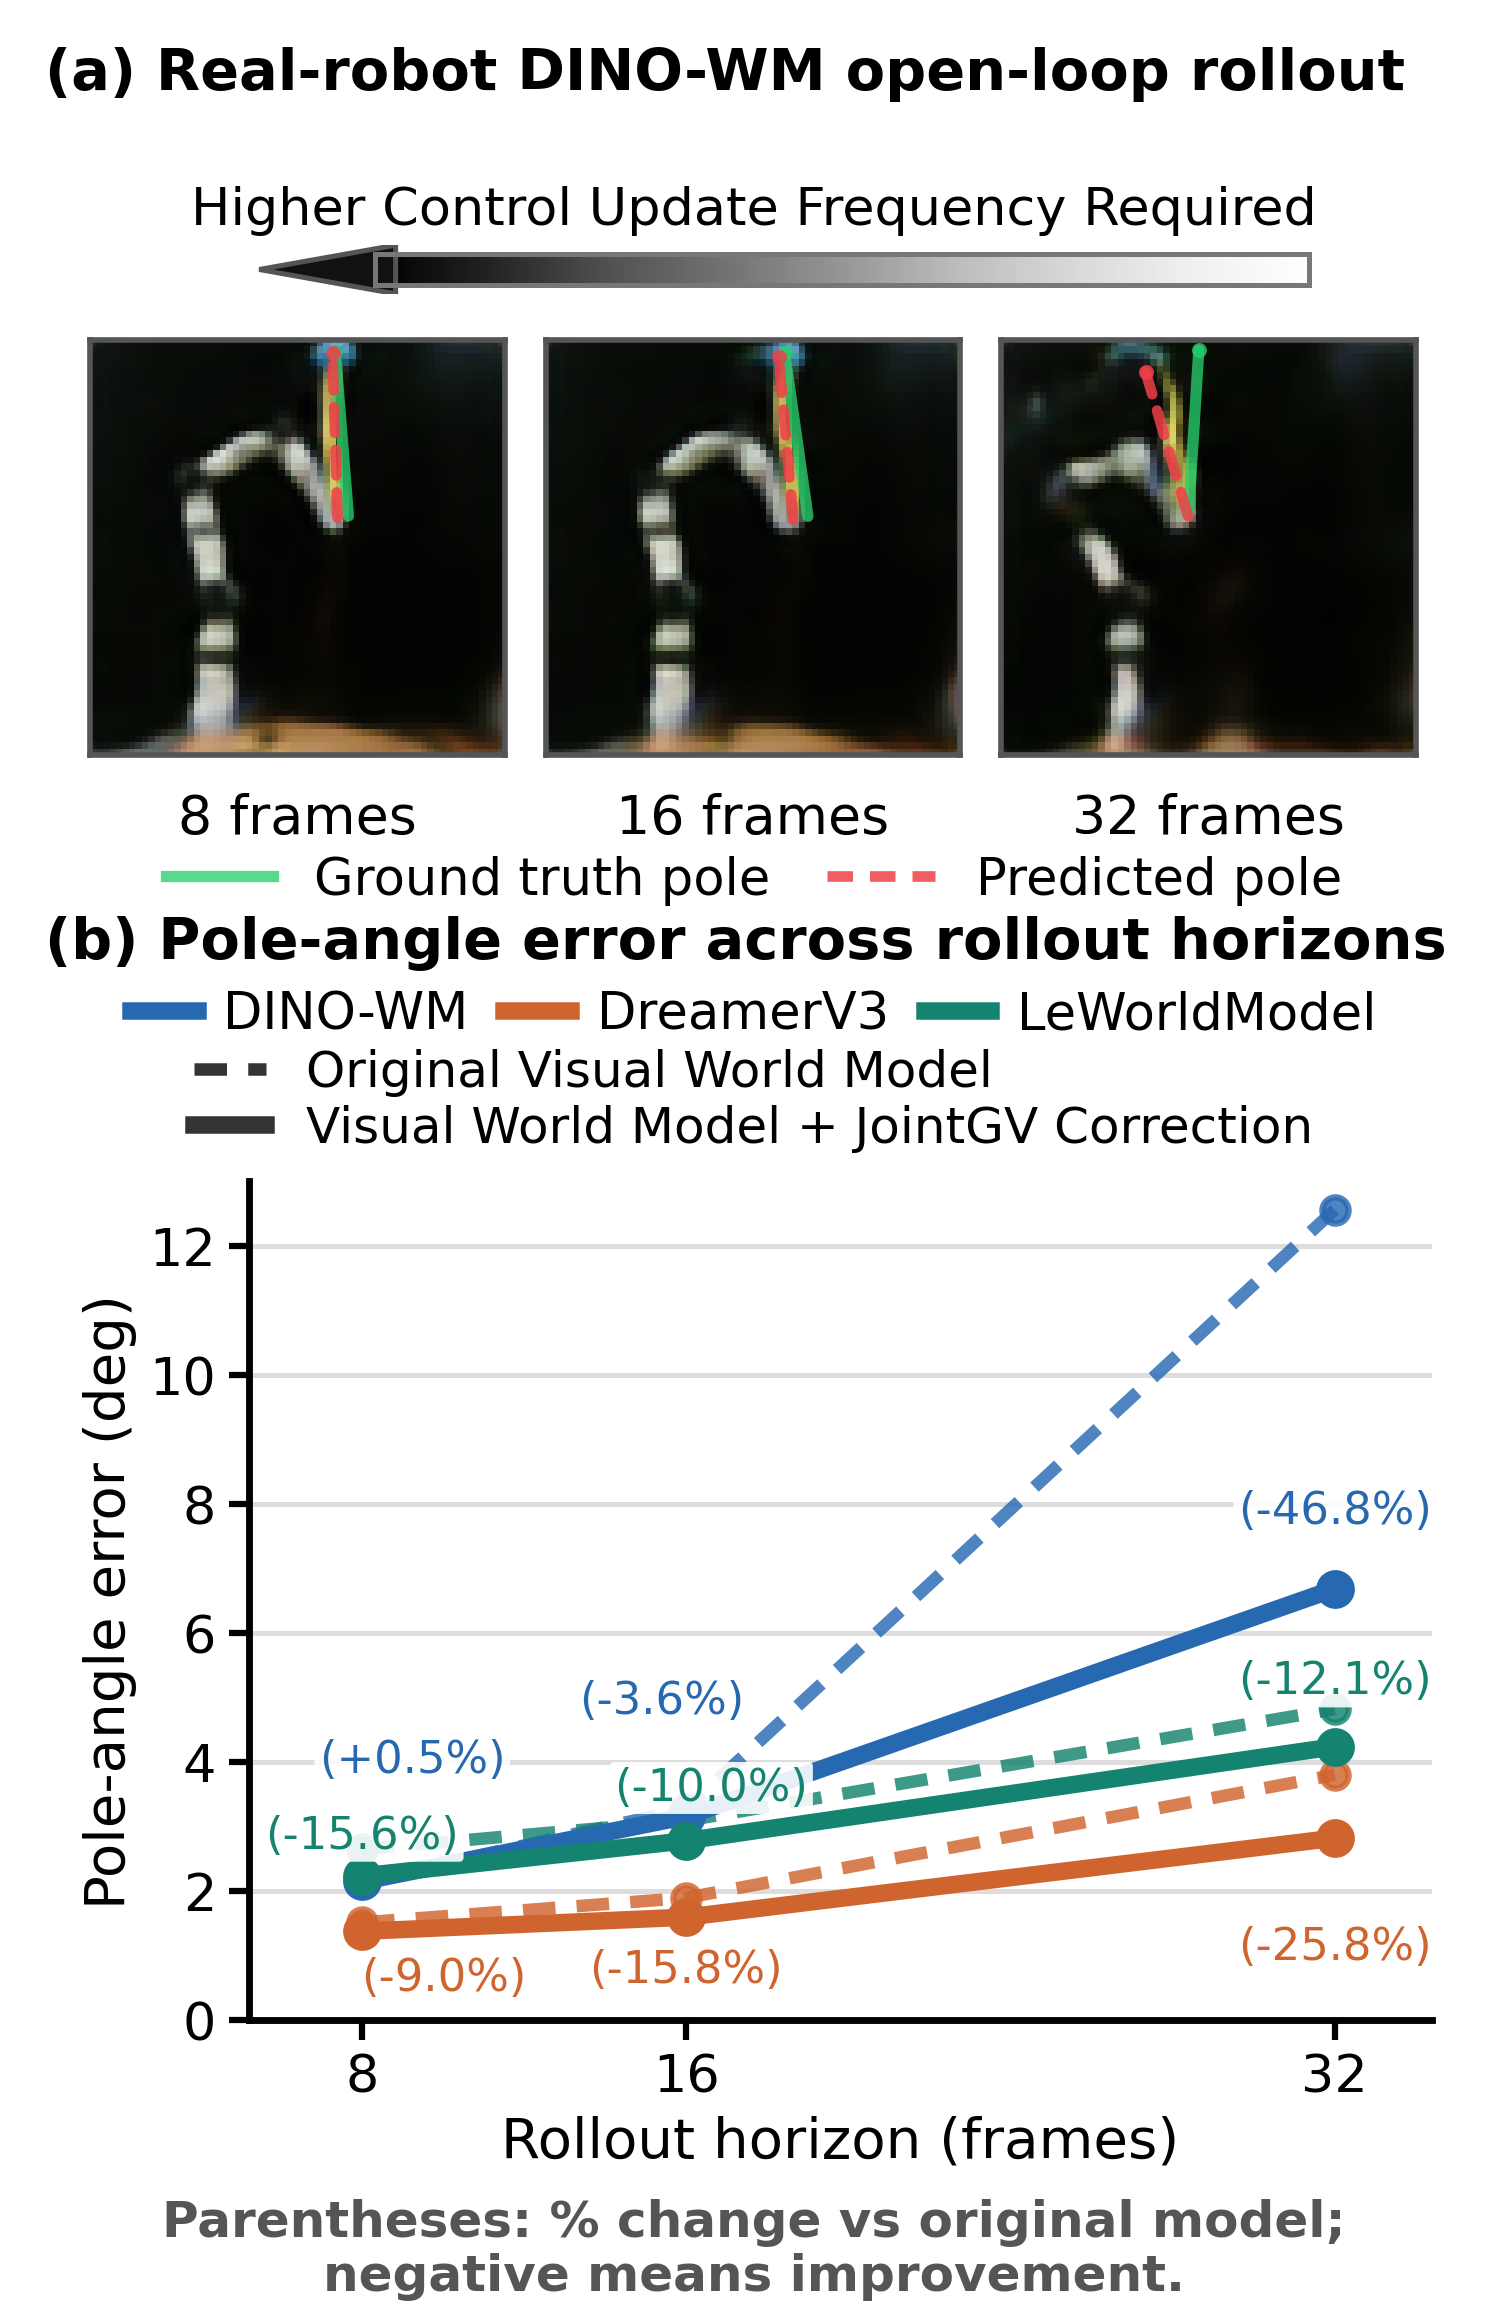 (a) Real-robot DINO-WM open-loop rollout
Higher Control Update Frequency Required
8 frames 16 frames 32 frames
Ground truth pole Predicted pole
(b) Pole-angle error across rollout horizons
DINO-WM DreamerV3 LeWorldModel
Original Visual World Model
Visual World Model + JointGV Correction
Pole-angle error (deg)
12
10
8
6
4
2
0
(-46.8%)
(-12.1%)
(-3.6%)
(+0.5%)
(-10.0%)
(-15.6%)
(-25.8%)
(-9.0%)
(-15.8%)
8 16 32
Rollout horizon (frames)
Parentheses: % change vs original model;
negative means improvement.